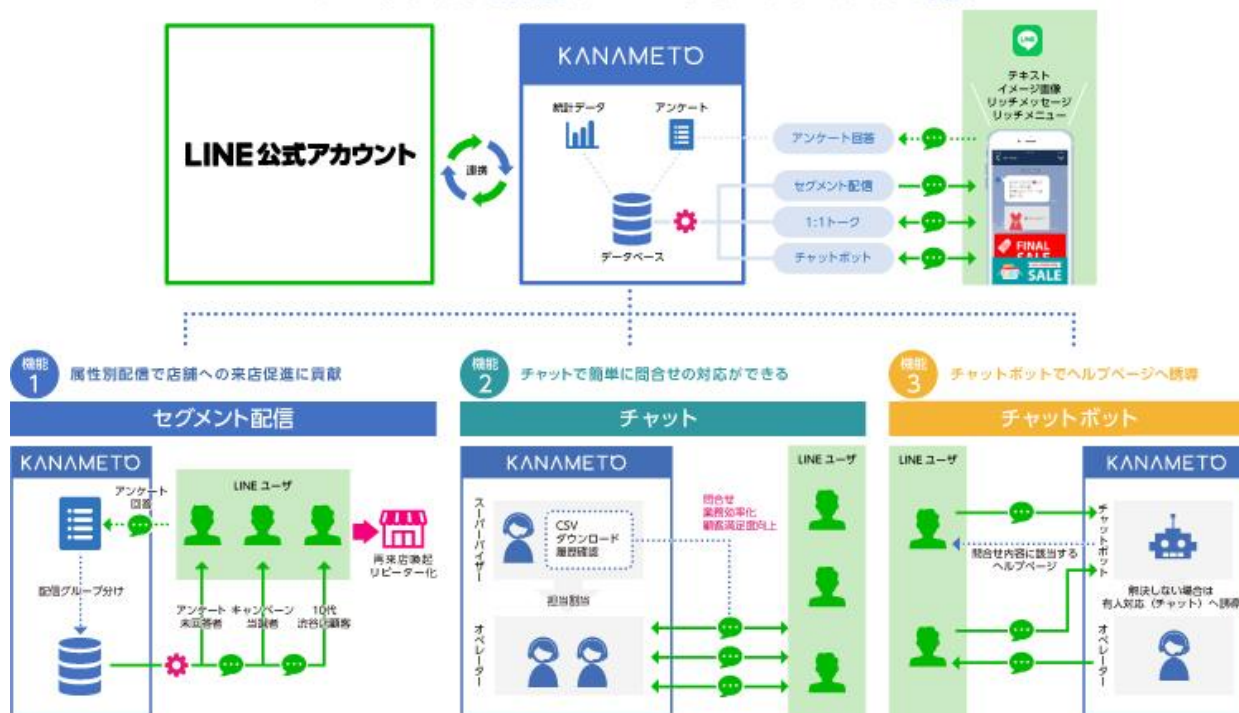 LINE公式アカウント
連携
KANAMETO
統計データ
アンケート
データベース
アンケート回答
セグメント配信
1:1トーク
チャットボット
LINE
テキスト
イメージ画像
リッチメッセージ
リッチメニュー
FINAL
SALE
SALE
機能
1
属性別配信で店舗への来店促進に貢献
セグメント配信
KANAMETO
アンケート
回答
LINE ユーザ
再来店喚起
リピーター化
配信グループ分け
アンケート
未回答者
キャンペーン
当選者
10代
渋谷店顧客
機能
2
チャットで簡単に問合せの対応ができる
チャット
KANAMETO
スーパーバイザー
CSV
ダウンロード
履歴確認
担当割当
オペレーター
問合せ
業務効率化
顧客満足度向上
LINE ユーザ
機能
3
チャットボットでヘルプページへ誘導
チャットボット
LINE ユーザ
KANAMETO
チャットボット
問合せ内容に該当する
ヘルプページ
解決しない場合は
有人対応(チャット)へ誘導
オペレーター